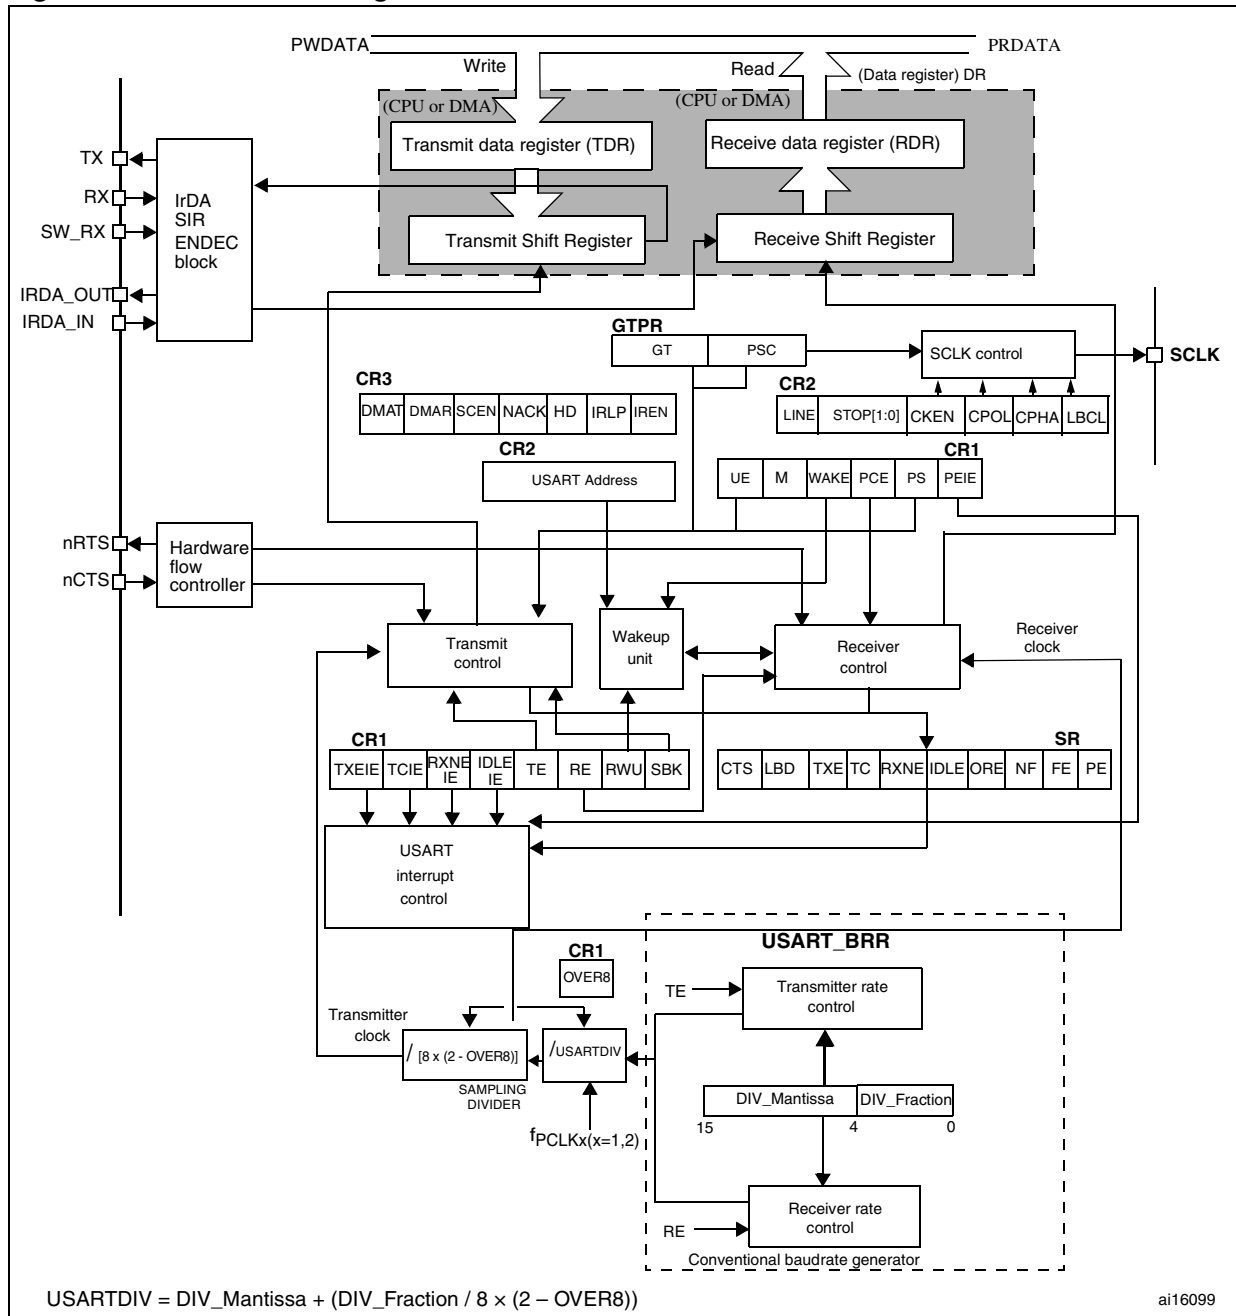 PWDATA
PRDATA
Write
Read
(Data register) DR
(CPU or DMA)
(CPU or DMA)
Transmit data register (TDR)
Receive data register (RDR)
TX
RX
SW_RX
IRDA_OUT
IRDA_IN
IrDA
SIR
ENDEC
block
Transmit Shift Register
Receive Shift Register
GTPR
GT
PSC
SCLK control
SCLK
CR3
DMAT
DMAR
SCEN
NACK
HD
IRLP
IREN
CR2
LINE
STOP[1:0]
CKEN
CPOL
CPHA
LBCL
CR2
USART Address
CR1
UE
M
WAKE
PCE
PS
PEIE
nRTS
nCTS
Hardware
flow
controller
Transmit
control
Wakeup
unit
Receiver
control
Receiver
clock
CR1
TXEIE
TCIE
RXNE
IE
IDLE
IE
TE
RE
RWU
SBK
SR
CTS
LBD
TXE
TC
RXNE
IDLE
ORE
NF
FE
PE
USART
interrupt
control
USART_BRR
CR1
OVER8
TE
Transmitter rate
control
Transmitter
clock
/ [8 x (2 - OVER8)]
/USARTDIV
SAMPLING
DIVIDER
fPCLKx(x=1,2)
DIV_Mantissa
DIV_Fraction
15
4
0
Receiver rate
control
RE
Conventional baudrate generator
USARTDIV = DIV_Mantissa + (DIV_Fraction / 8 × (2 – OVER8))
ai16099